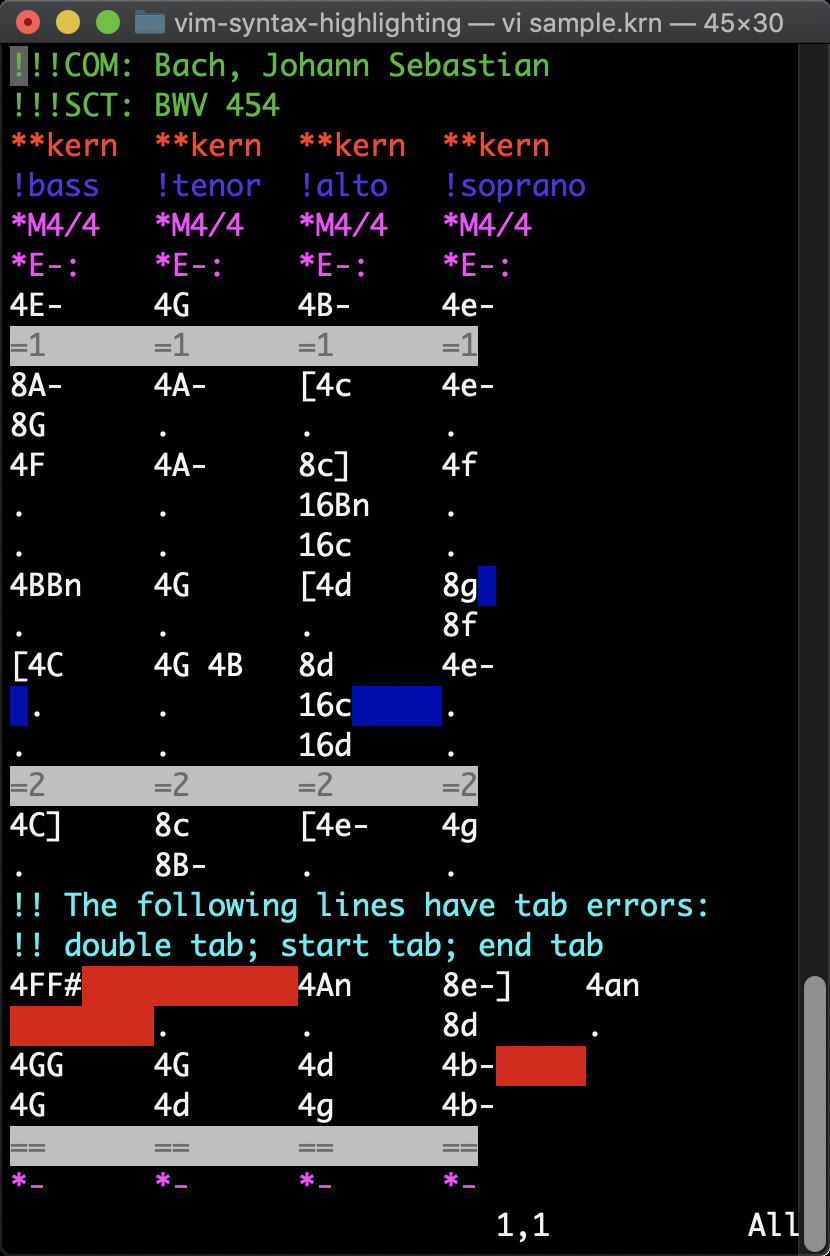 vim-syntax-highlighting — vi sample.krn — 45×30
!!!COM: Bach, Johann Sebastian
!!!SCT: BWV 454
**kern	**kern	**kern	**kern
!bass	!tenor	!alto	!soprano
*M4/4	*M4/4	*M4/4	*M4/4
*E-:	*E-:	*E-:	*E-:
4E-	4G	4B-	4e-
=1	=1	=1	=1
8A-	4A-	[4c	4e-
8G	.	.	.
4F	4A-	8c]	4f
.	.	16Bn	.
.	.	16c	.
4BBn	4G	[4d	8g
.	.	.	8f
[4C	4G 4B	8d	4e-
 .	.	16c	.
.	.	16d	.
=2	=2	=2	=2
4C]	8c	[4e-	4g
.	8B-	.	.
!! The following lines have tab errors:
!! double tab; start tab; end tab
4FF#		4An	8e-]	4an
	.	.	8d	.
4GG	4G	4d	4b-
4G	4d	4g	4b-
==	==	==	==
*-	*-	*-	*-
1,1	All